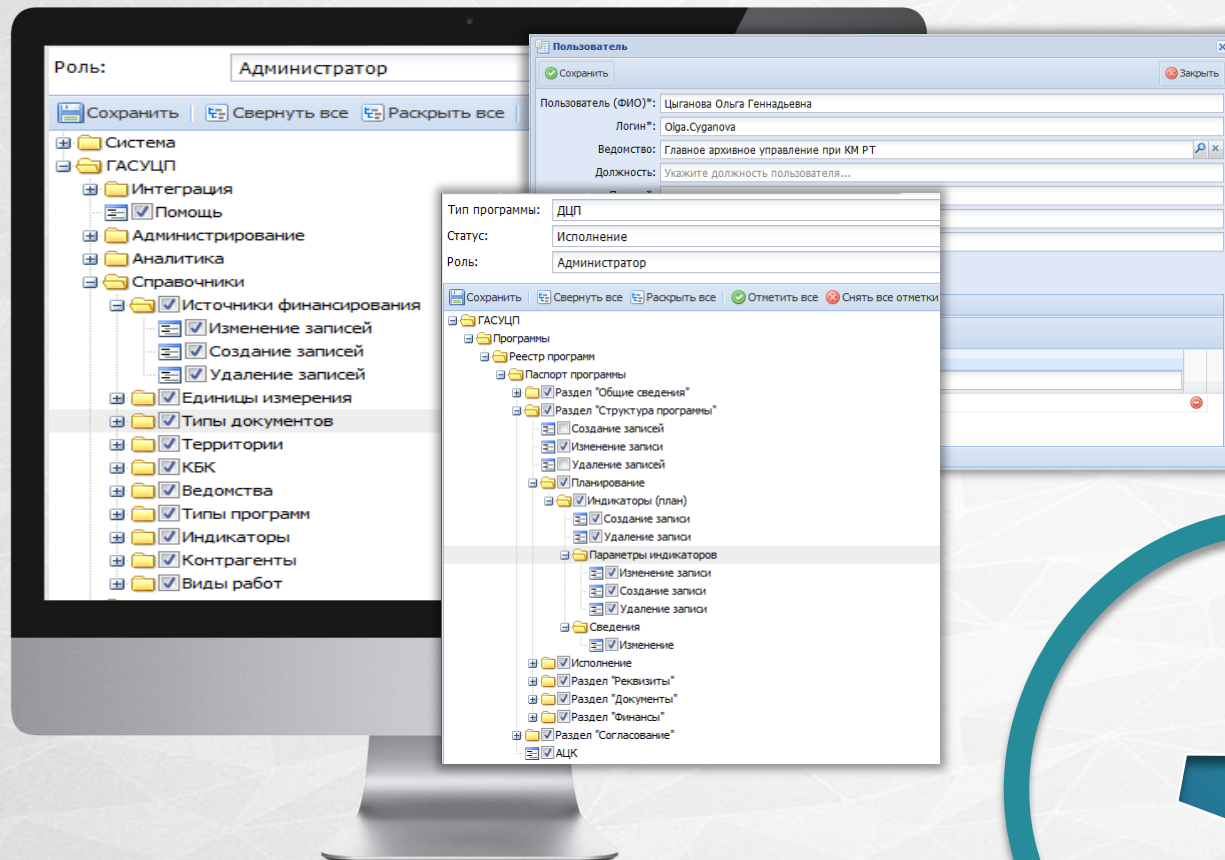 Роль: Администратор
Сохранить Свернуть все Раскрыть все
Система
ГАСУЦП
Интеграция
Помощь
Администрирование
Аналитика
Справочники
Источники финансирования
Изменение записей
Создание записей
Удаление записей
Единицы измерения
Типы документов
Территории
КБК
Ведомства
Типы программ
Индикаторы
Контрагенты
Виды работ
Пользователь
Сохранить Закрыть
Пользователь (ФИО)*: Цыганова Ольга Геннадьевна
Логин*: Olga.Cyganova
Ведомство: Главное архивное управление при КМ РТ
Должность: Укажите должность пользователя...
Тип программы: ДЦП
Статус: Исполнение
Роль: Администратор
Сохранить Свернуть все Раскрыть все Отметить все Снять все отметки
ГАСУЦП
Программы
Реестр программ
Паспорт программы
Раздел "Общие сведения"
Раздел "Структура программы"
Создание записей
Изменение записи
Удаление записей
Планирование
Индикаторы (план)
Создание записи
Удаление записи
Параметры индикаторов
Изменение записи
Создание записи
Удаление записи
Сведения
Изменение
Исполнение
Раздел "Реквизиты"
Раздел "Документы"
Раздел "Финансы"
Раздел "Согласование"
АЦК